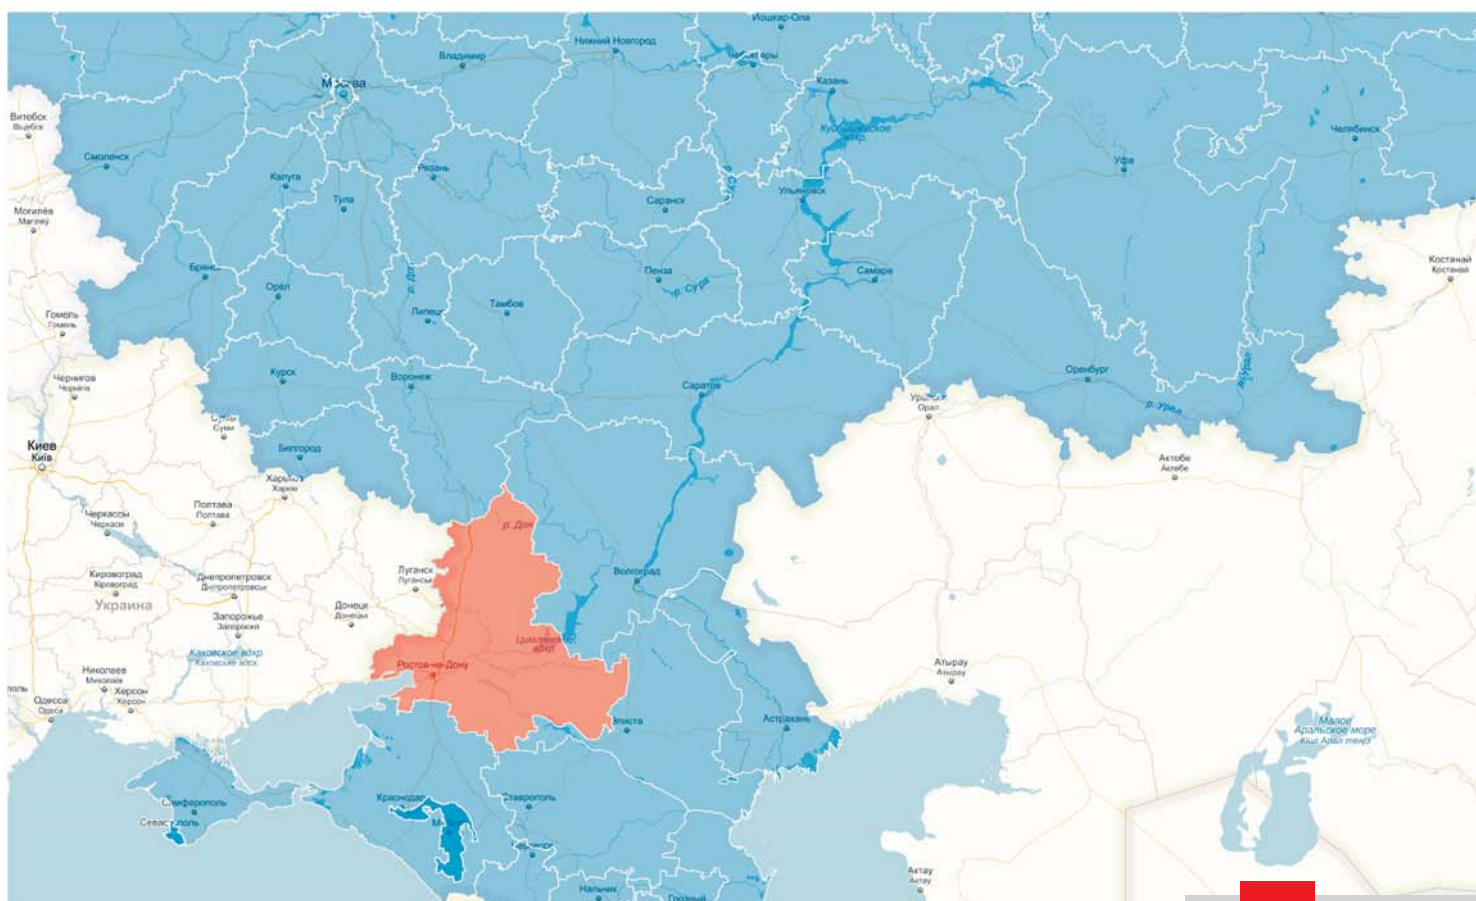 Йошкар-Ола
Нижний Новгород
Владимир
Москва
Казань
Куйбышевское
вдхр.
Витебск
Віцебск
Челябинск
Смоленск
Рязань
Уфа
Калуга
Тула
Саранск
р. Сура
Ульяновск
Могилёв
Магілёў
Брянск
р. Дон
Пенза
р. Сура
Самара
Костанай
Қостанай
Орёл
Липецк
Тамбов
Гомель
Гомель
Чернигов
Чернігів
Курск
Воронеж
Саратов
Оренбург
р. Урал
р. Урал
Уральск
Орал
Сумы
Суми
Киев
Київ
Белгород
Харьков
Харків
Актобе
Ақтөбе
Полтава
Полтава
Черкассы
Черкаси
р. Дон
Луганск
Луганськ
Волгоград
Кировоград
Кіровоград
Днепропетровск
Дніпропетровськ
Украина
Донецк
Донецьк
Запорожье
Запоріжжя
Цимлянское
вдхр.
Каховское вдхр.
Каховське вдсх.
Ростов-на-Дону
Николаев
Миколаїв
Херсон
Херсон
Атырау
Атырау
Одесса
Одеса
Элиста
Астрахань
Малое
Аральское море
Кіші Арал теңізі
Симферополь
Севастополь
Краснодар
Ставрополь
Нальчик
Грозный
Актау
Ақтау